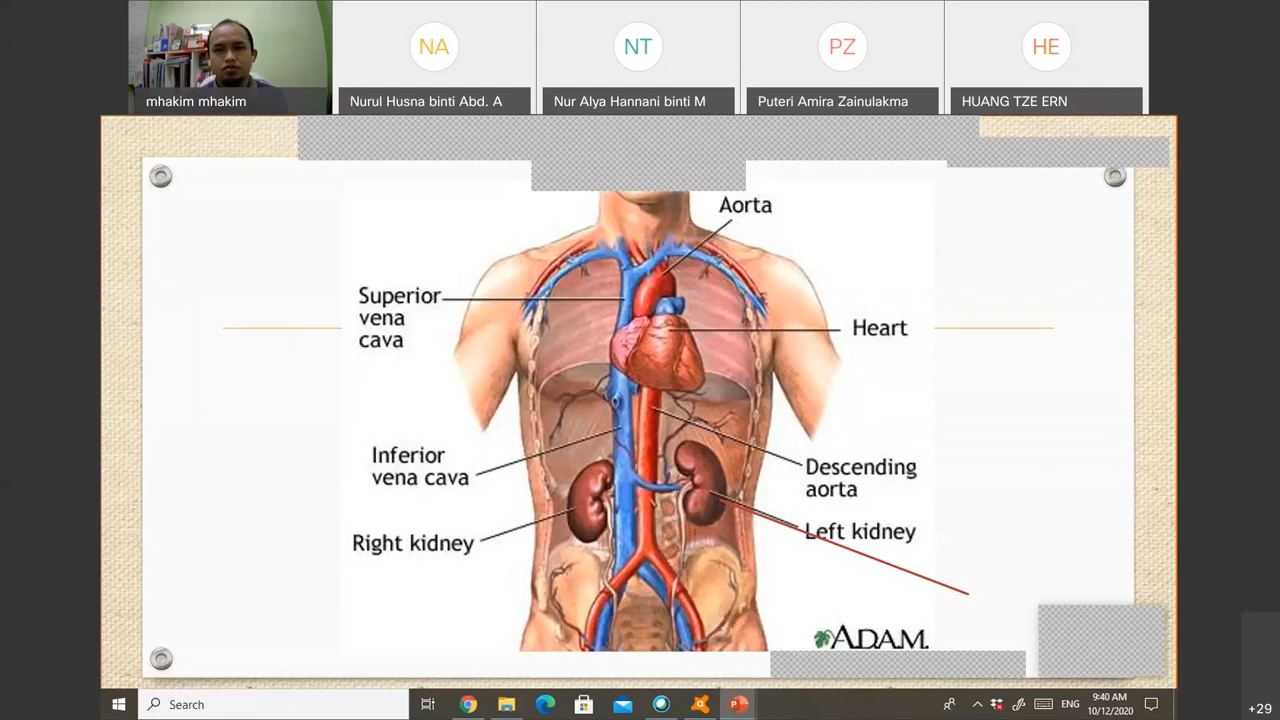 NA
NT
PZ
HE
mhakim mhakim
Nurul Husna binti Abd. A
Nur Alya Hannani binti M
Puteri Amira Zainulakma
HUANG TZE ERN
Aorta
Superior
vena
cava
Heart
Inferior
vena cava
Descending
aorta
Right kidney
Left kidney
A.D.A.M.
Search
ENG
9:40 AM
10/12/2020
+29